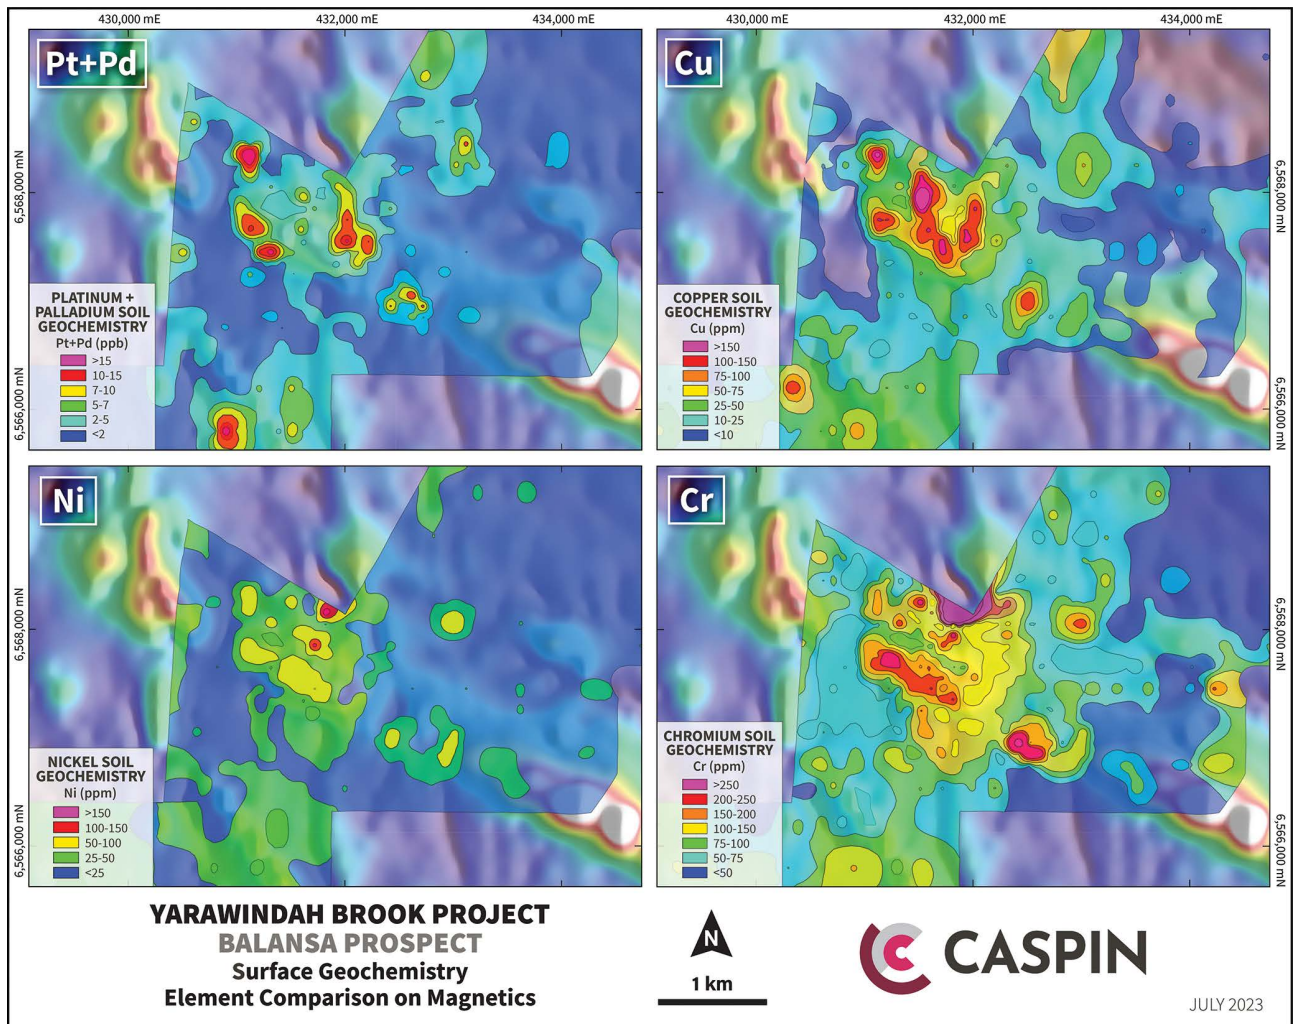 430,000 mE
432,000 mE
434,000 mE
430,000 mE
432,000 mE
434,000 mE
Pt+Pd
Cu
6,568,000 mN
6,568,000 mN
PLATINUM +
PALLADIUM SOIL
GEOCHEMISTRY
Pt+Pd (ppb)
>15
10-15
7-10
5-7
2-5
<2
COPPER SOIL
GEOCHEMISTRY
Cu (ppm)
>150
100-150
75-100
50-75
25-50
10-25
<10
6,566,000 mN
6,566,000 mN
Ni
Cr
6,568,000 mN
6,568,000 mN
NICKEL SOIL
GEOCHEMISTRY
Ni (ppm)
>150
100-150
50-100
25-50
<25
CHROMIUM SOIL
GEOCHEMISTRY
Cr (ppm)
>250
200-250
150-200
100-150
75-100
50-75
<50
6,566,000 mN
6,566,000 mN
YARAWINDAH BROOK PROJECT
BALANSA PROSPECT
Surface Geochemistry
Element Comparison on Magnetics
N
1 km
CASPIN
JULY 2023